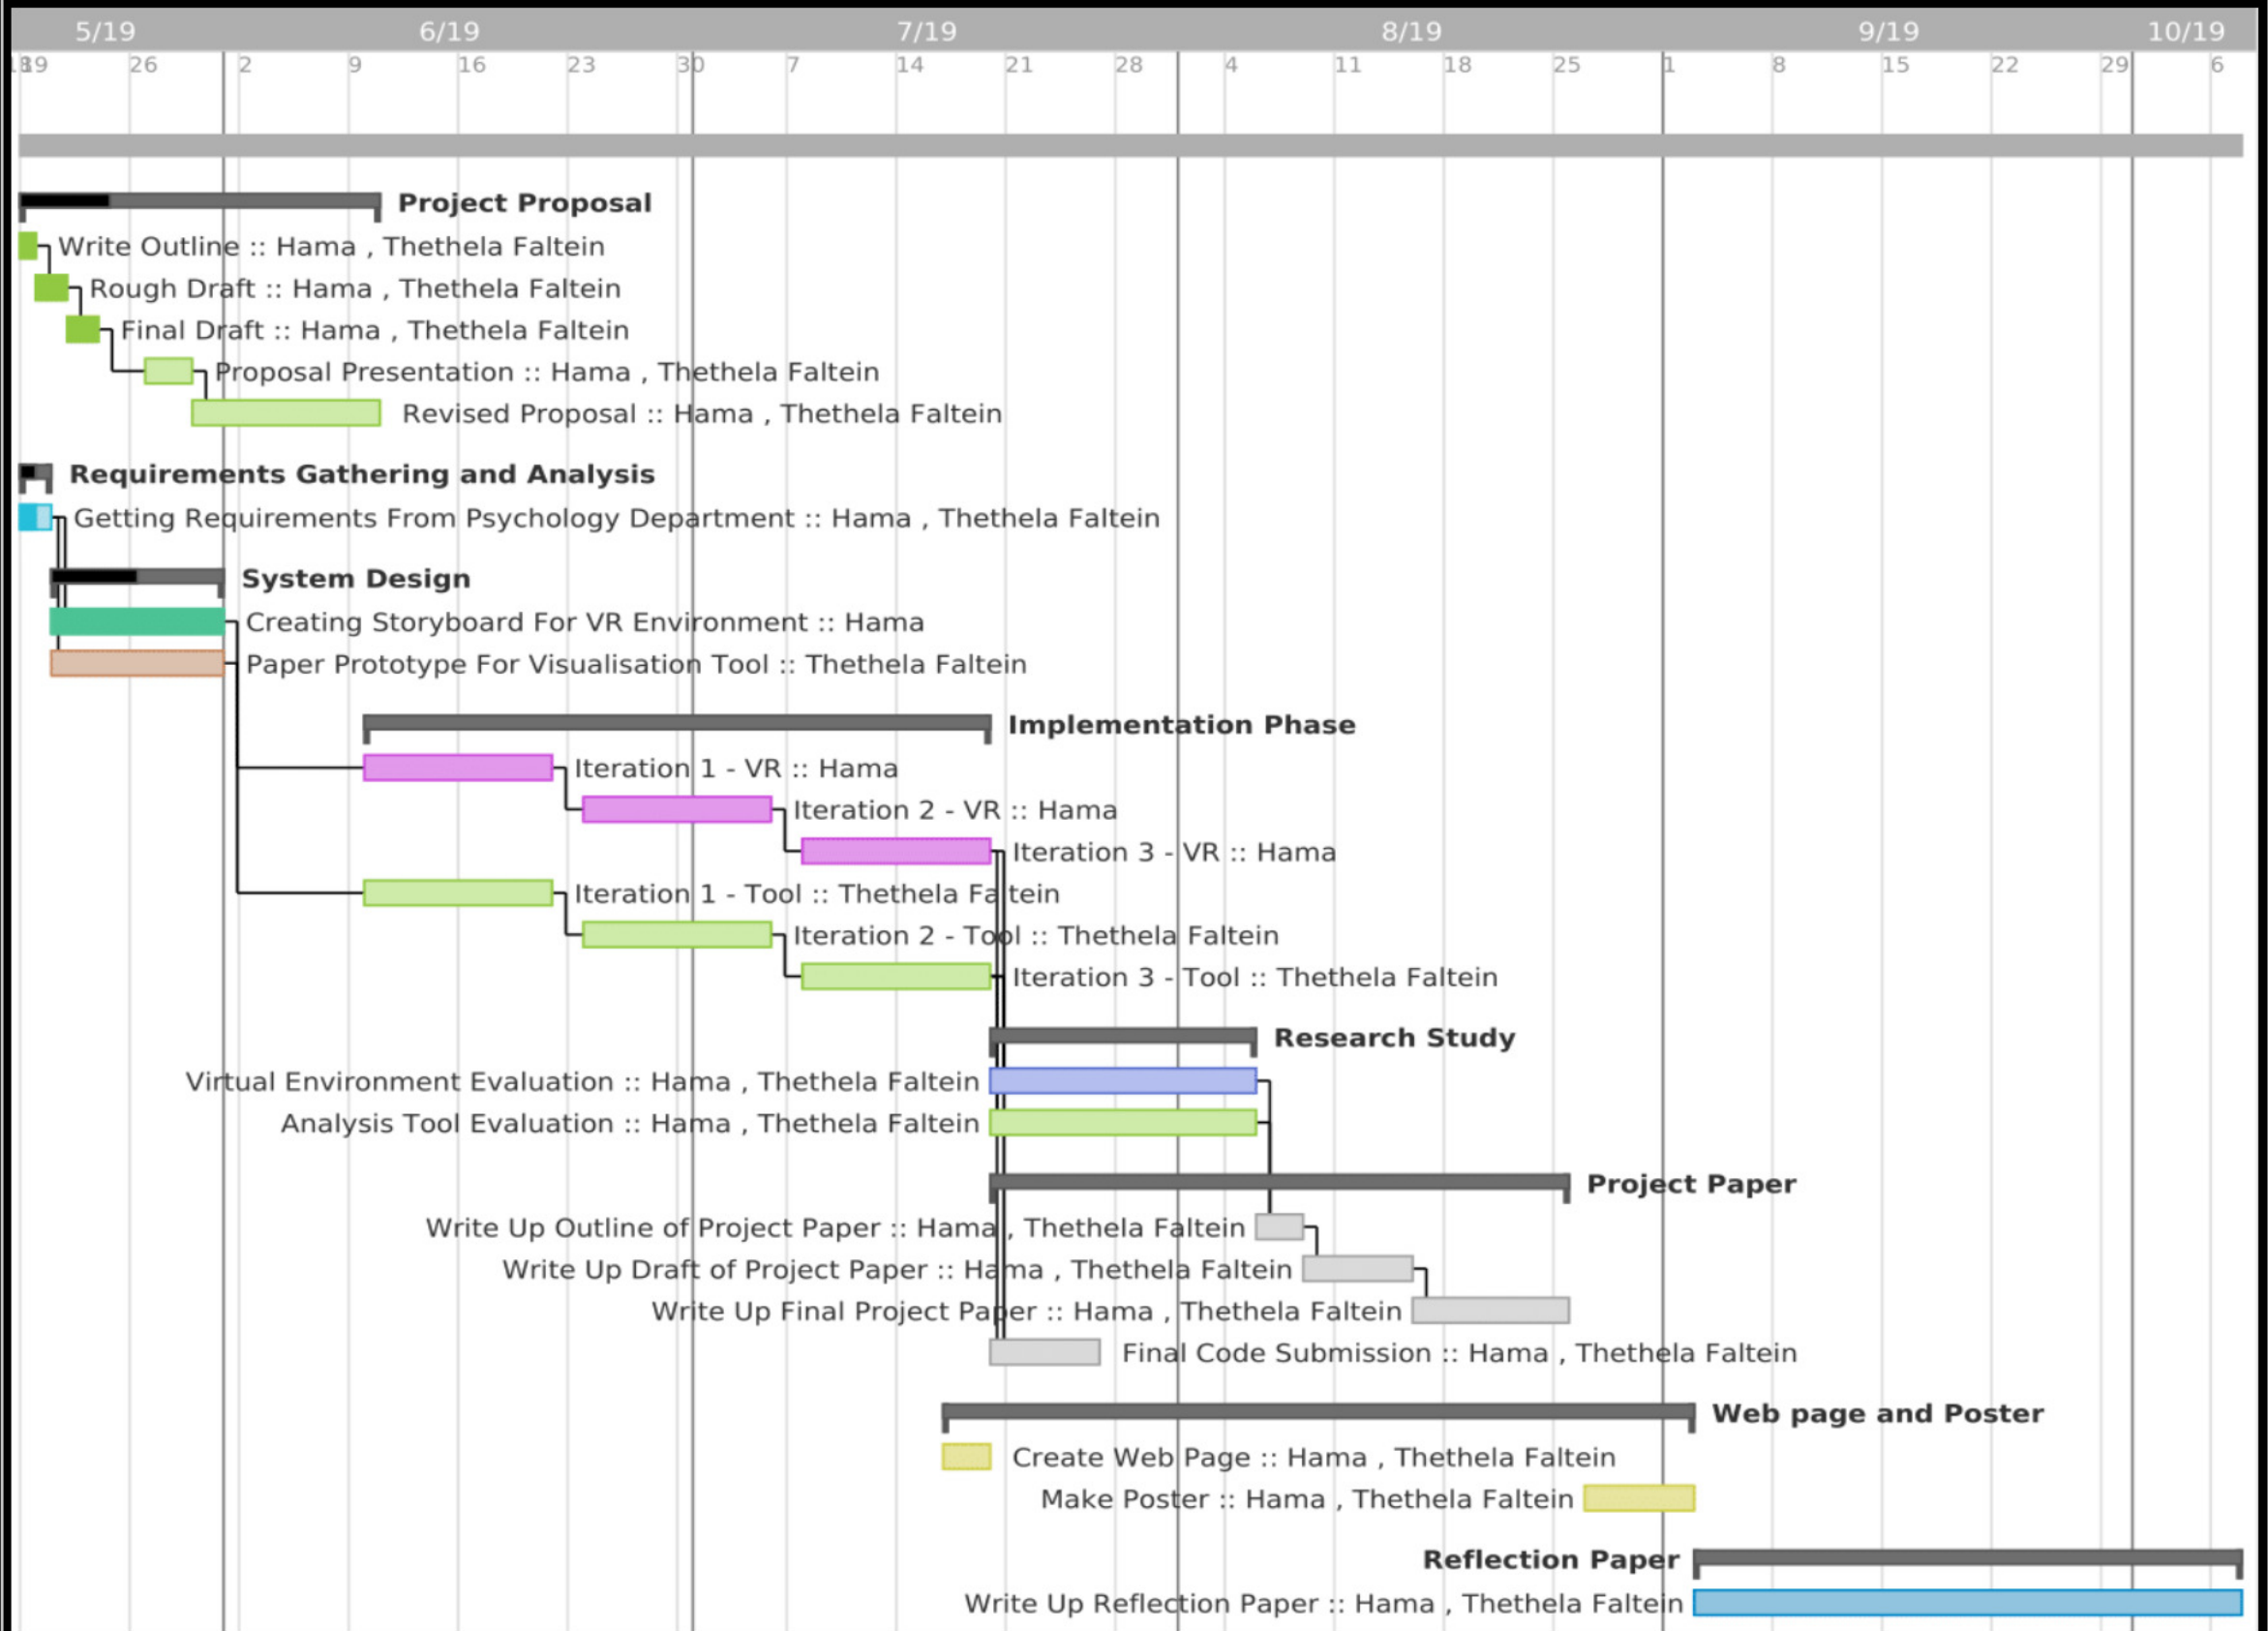 5/19 6/19 7/19 8/19 9/19 10/19
19 26 2 9 16 23 30 7 14 21 28 4 11 18 25 1 8 15 22 29 6
Project Proposal
Write Outline :: Hama , Thethela Faltein
Rough Draft :: Hama , Thethela Faltein
Final Draft :: Hama , Thethela Faltein
Proposal Presentation :: Hama , Thethela Faltein
Revised Proposal :: Hama , Thethela Faltein
Requirements Gathering and Analysis
Getting Requirements From Psychology Department :: Hama , Thethela Faltein
System Design
Creating Storyboard For VR Environment :: Hama
Paper Prototype For Visualisation Tool :: Thethela Faltein
Implementation Phase
Iteration 1 - VR :: Hama
Iteration 2 - VR :: Hama
Iteration 3 - VR :: Hama
Iteration 1 - Tool :: Thethela Faltein
Iteration 2 - Tool :: Thethela Faltein
Iteration 3 - Tool :: Thethela Faltein
Research Study
Virtual Environment Evaluation :: Hama , Thethela Faltein
Analysis Tool Evaluation :: Hama , Thethela Faltein
Project Paper
Write Up Outline of Project Paper :: Hama , Thethela Faltein
Write Up Draft of Project Paper :: Hama , Thethela Faltein
Write Up Final Project Paper :: Hama , Thethela Faltein
Final Code Submission :: Hama , Thethela Faltein
Web page and Poster
Create Web Page :: Hama , Thethela Faltein
Make Poster :: Hama , Thethela Faltein
Reflection Paper
Write Up Reflection Paper :: Hama , Thethela Faltein